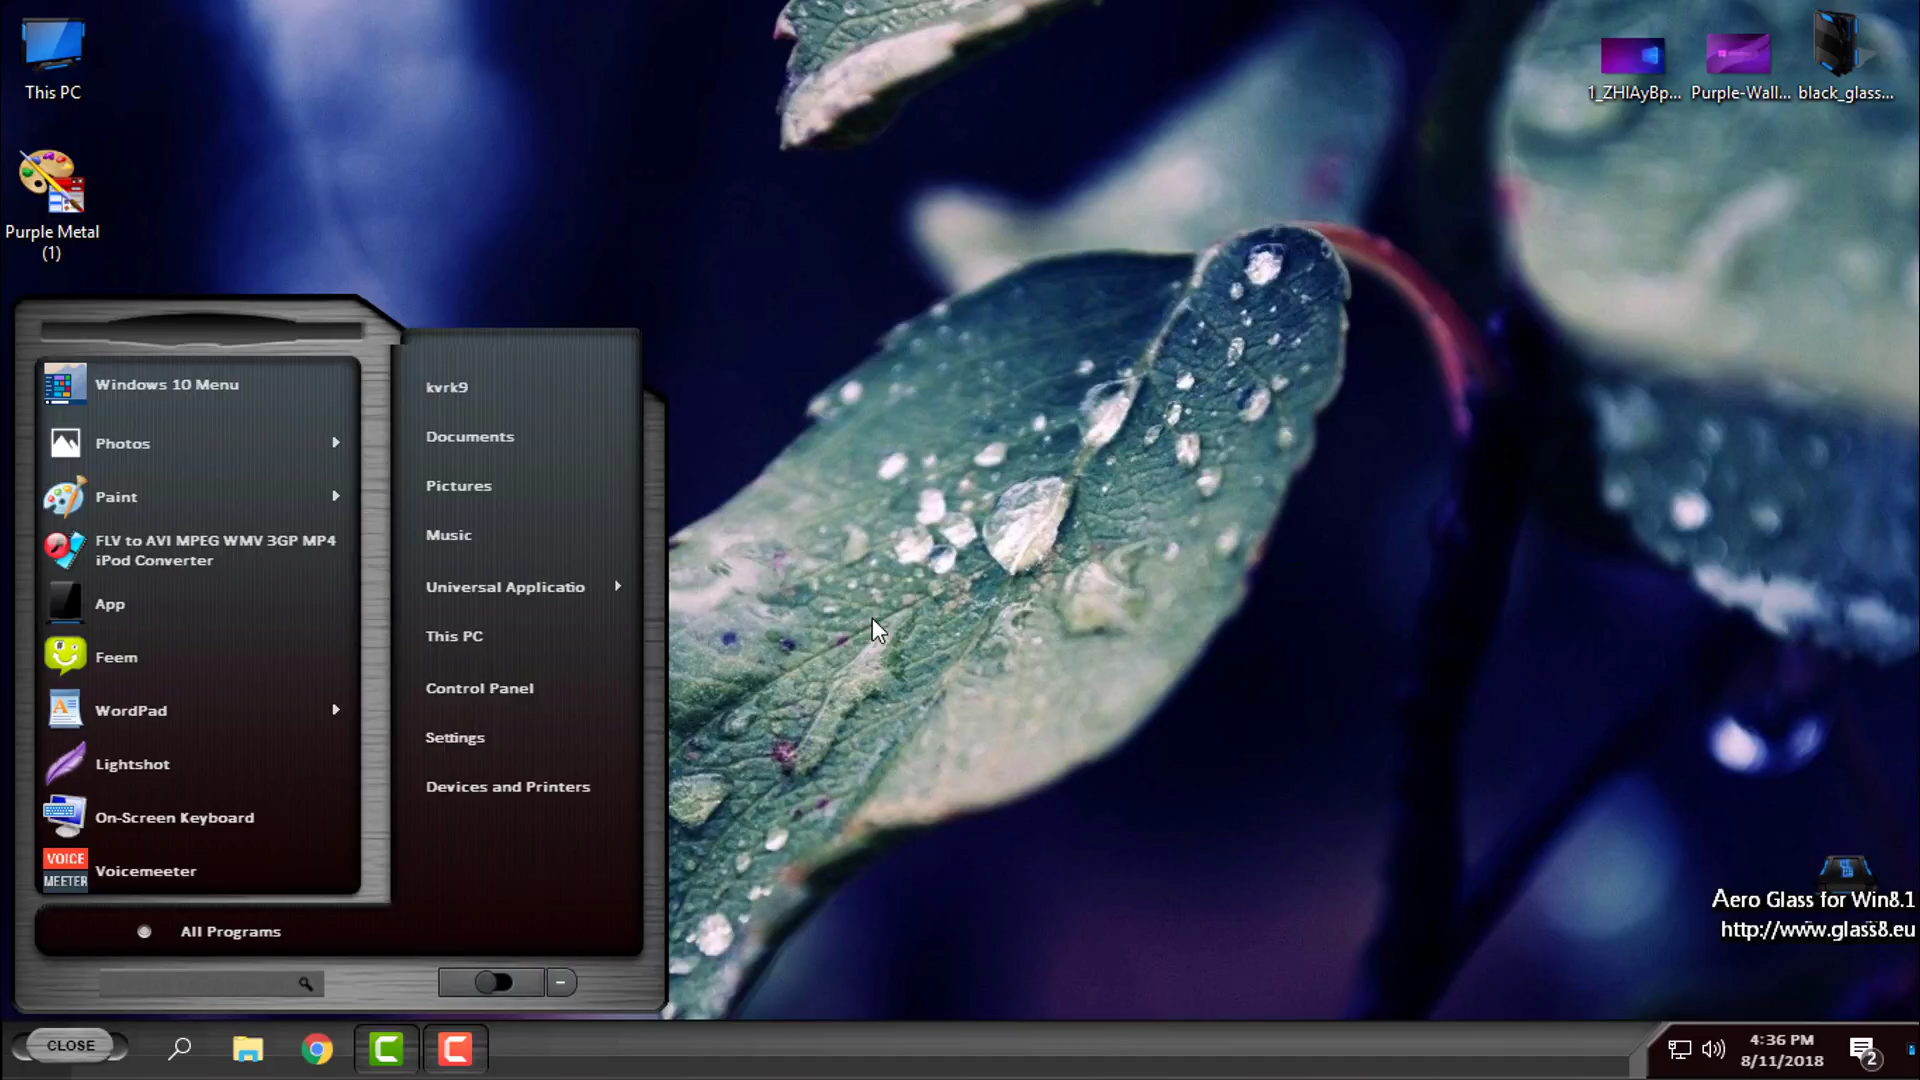 This PC
Purple Metal
(1)
1_ZHIAyBp...
Purple-Wall...
black_glass...
Windows 10 Menu
Photos
Paint
FLV to AVI MPEG WMV 3GP MP4
iPod Converter
App
Feem
WordPad
Lightshot
On-Screen Keyboard
VOICE
MEETER
Voicemeeter
All Programs
kvrk9
Documents
Pictures
Music
Universal Applicatio
This PC
Control Panel
Settings
Devices and Printers
Aero Glass for Win8.1
http://www.glass8.eu
CLOSE
4:36 PM
8/11/2018
2